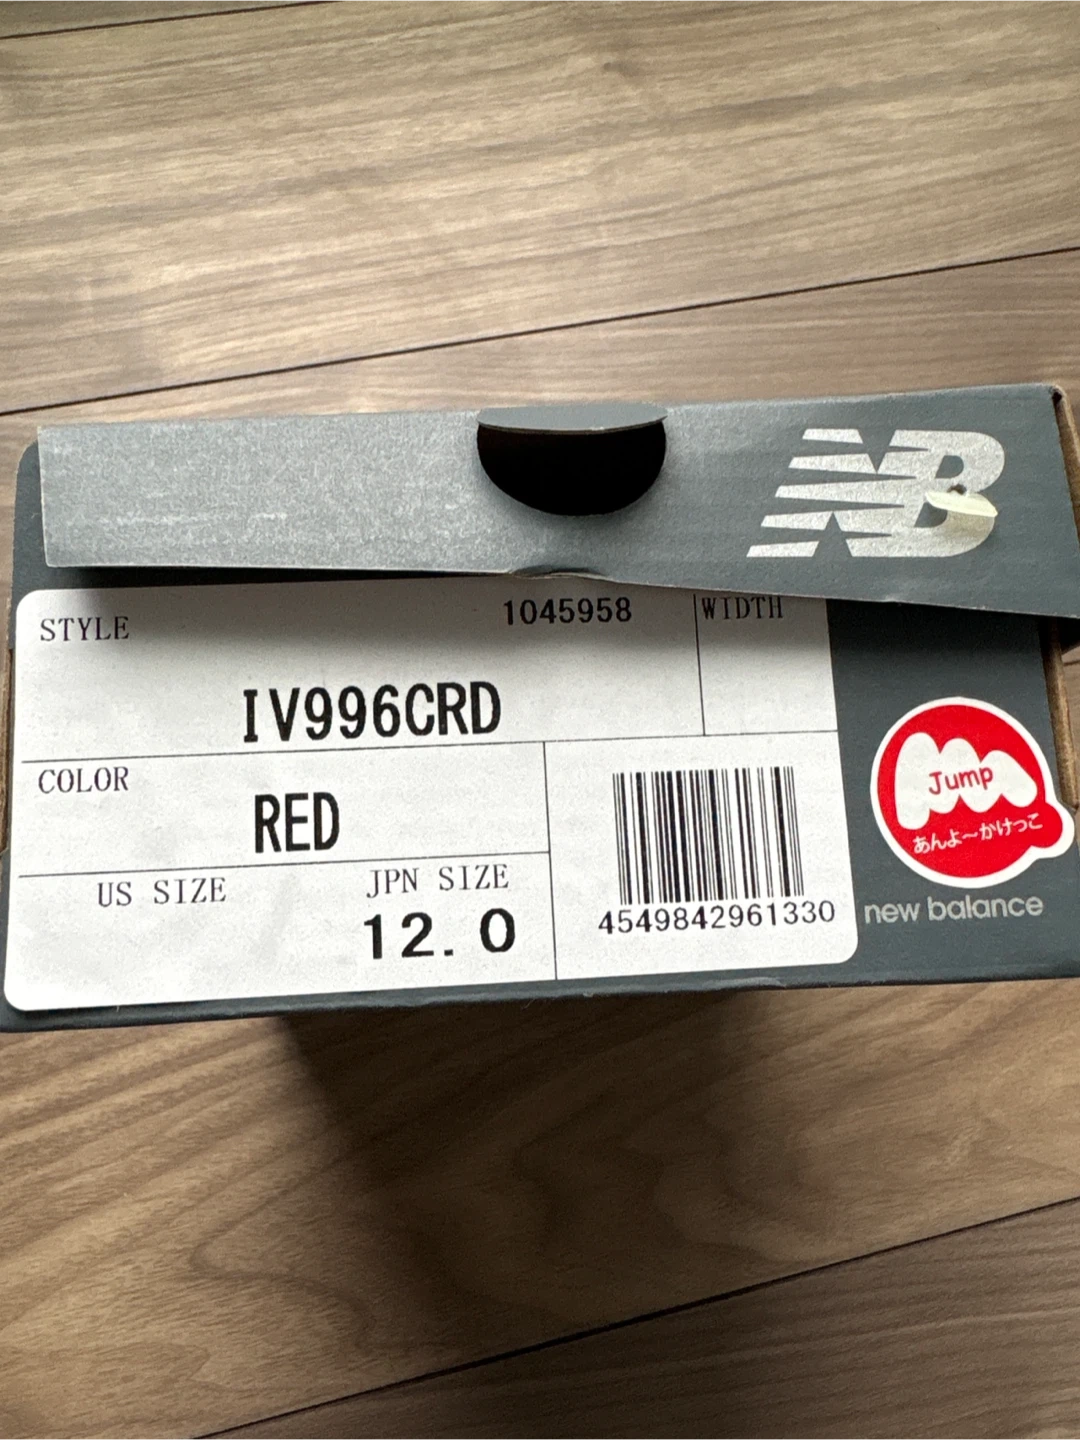 NB
STYLE
1045958
WIDTH
IV996CRD
COLOR
RED
US SIZE
JPN SIZE
12.0
4549842961330
Jump
あんよ〜かけっこ
new balance